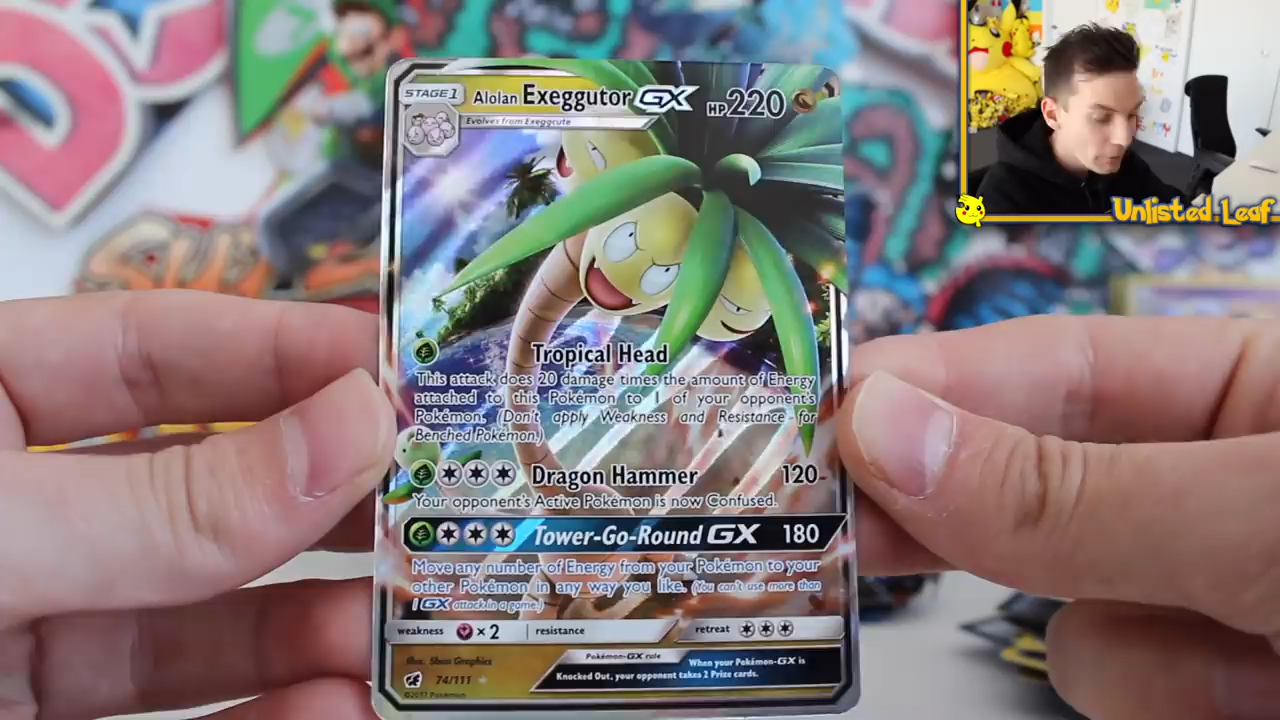 STAGE1 Alolan Exeggutor GX HP220
Evolves from Exeggcute
Unlisted.Leaf
Tropical Head
This attack does 20 damage times the amount of Energy
attached to this Pokémon to 1 of your opponent's
Pokémon. (Don't apply Weakness and Resistance for
Benched Pokémon.)
Dragon Hammer 120
Your opponent's Active Pokémon is now Confused.
Tower-Go-Round GX 180
Move any number of Energy from your Pokémon to your
other Pokémon in any way you like. (You can't use more than
1 GX attack in a game.)
weakness ×2 resistance retreat
Illus. 5ban Graphics
Pokémon-GX rule
When your Pokémon-GX is
Knocked Out, your opponent takes 2 Prize cards.
74/111
©2017 Pokémon